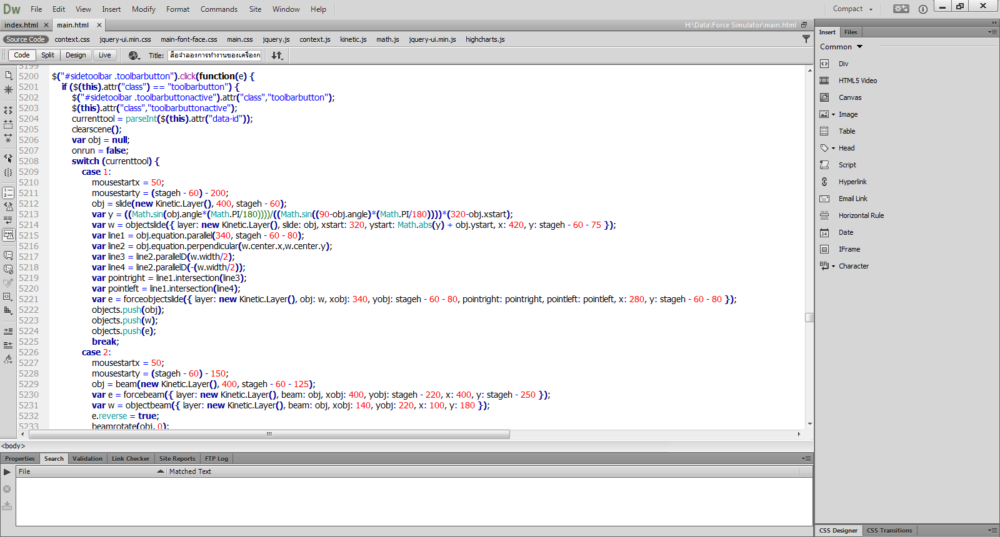 Dw File Edit View Insert Modify Format Commands Site Window Help Compact
index.html main.html H:\Data\Force Simulator\main.html
Source Code context.css jquery-ui.min.css main-font-face.css main.css jquery.js context.js kinetic.js math.js jquery-ui.min.js highcharts.js
Code Split Design Live Title: สื่อจำลองการทำงานของเครื่องก
5199
5200 $("#sidetoolbar .toolbarbutton").click(function(e) {
5201 if ($(this).attr("class") == "toolbarbutton") {
5202 $("#sidetoolbar .toolbarbuttonactive").attr("class","toolbarbutton");
5203 $(this).attr("class","toolbarbuttonactive");
5204 currenttool = parseInt($(this).attr("data-id"));
5205 clearscene();
5206 var obj = null;
5207 onrun = false;
5208 switch (currenttool) {
5209 case 1:
5210 mousestartx = 50;
5211 mousestarty = (stageh - 60) - 200;
5212 obj = slide(new Kinetic.Layer(), 400, stageh - 60);
5213 var y = ((Math.sin(obj.angle*(Math.PI/180))))/((Math.sin((90-obj.angle)*(Math.PI/180))))*(320-obj.xstart);
5214 var w = objectslide({ layer: new Kinetic.Layer(), slide: obj, xstart: 320, ystart: Math.abs(y) + obj.ystart, x: 420, y: stageh - 60 - 75 });
5215 var line1 = obj.equation.parallel(340, stageh - 60 - 80);
5216 var line2 = obj.equation.perpendicular(w.center.x,w.center.y);
5217 var line3 = line2.parallelD(w.width/2);
5218 var line4 = line2.parallelD(-(w.width/2));
5219 var pointright = line1.intersection(line3);
5220 var pointleft = line1.intersection(line4);
5221 var e = forceobjectslide({ layer: new Kinetic.Layer(), obj: w, xobj: 340, yobj: stageh - 60 - 80, pointright: pointright, pointleft: pointleft, x: 280, y: stageh - 60 - 80 });
5222 objects.push(obj);
5223 objects.push(w);
5224 objects.push(e);
5225 break;
5226 case 2:
5227 mousestartx = 50;
5228 mousestarty = (stageh - 60) - 150;
5229 obj = beam(new Kinetic.Layer(), 400, stageh - 60 - 125);
5230 var e = forcebeam({ layer: new Kinetic.Layer(), beam: obj, xobj: 400, yobj: stageh - 220, x: 400, y: stageh - 250 });
5231 var w = objectbeam({ layer: new Kinetic.Layer(), beam: obj, xobj: 140, yobj: 220, x: 100, y: 180 });
5232 e.reverse = true;
5233 beamrotate(obj, 0);
<body>
Properties Search Validation Link Checker Site Reports FTP Log
File Matched Text
Insert Files
Common
Div
HTML5 Video
Canvas
Image
Table
Head
Script
Hyperlink
Email Link
Horizontal Rule
24 Date
IFrame
BR Character
CSS Designer CSS Transitions